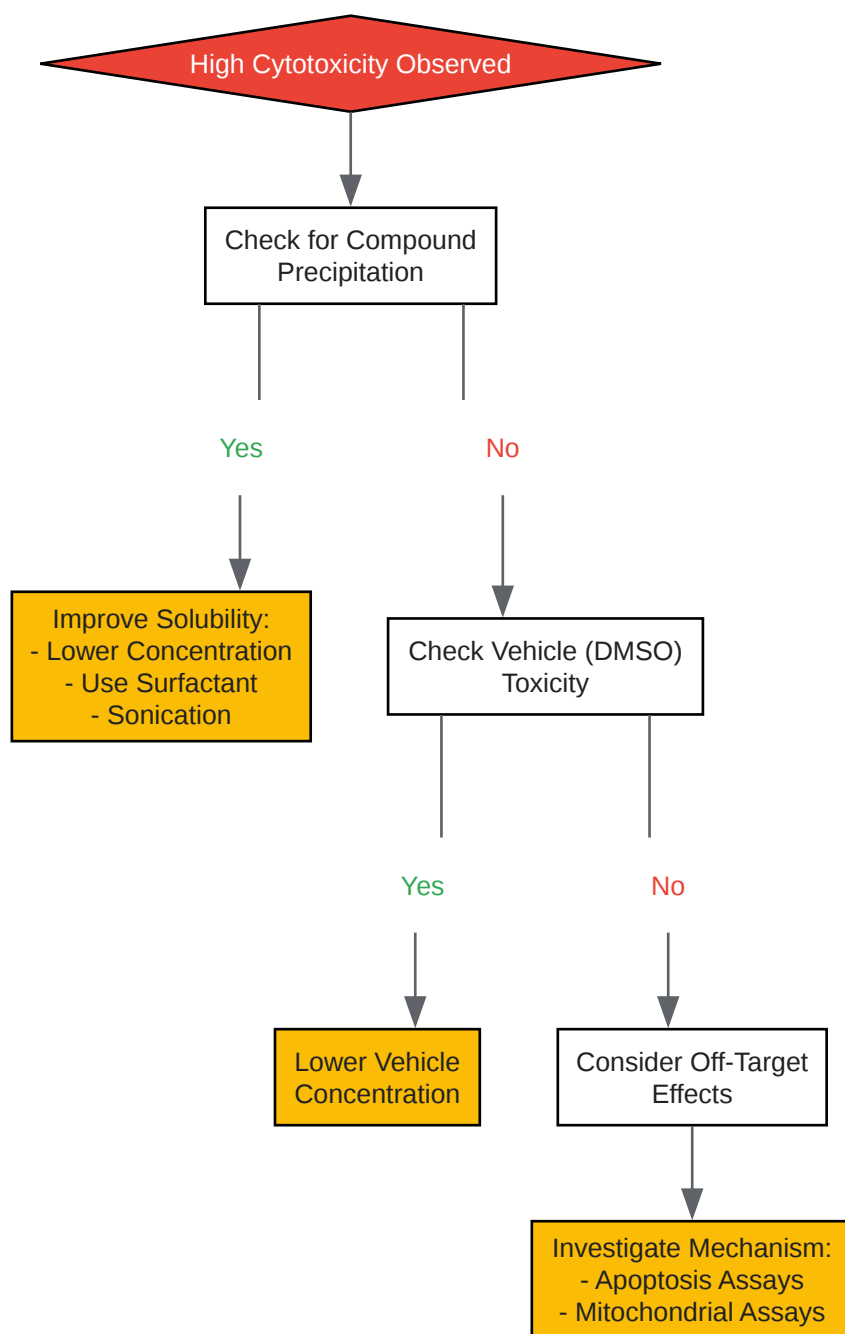 High Cytotoxicity Observed
Check for Compound
Precipitation
Yes
No
Improve Solubility:
- Lower Concentration
- Use Surfactant
- Sonication
Check Vehicle (DMSO)
Toxicity
Yes
No
Lower Vehicle
Concentration
Consider Off-Target
Effects
Investigate Mechanism:
- Apoptosis Assays
- Mitochondrial Assays